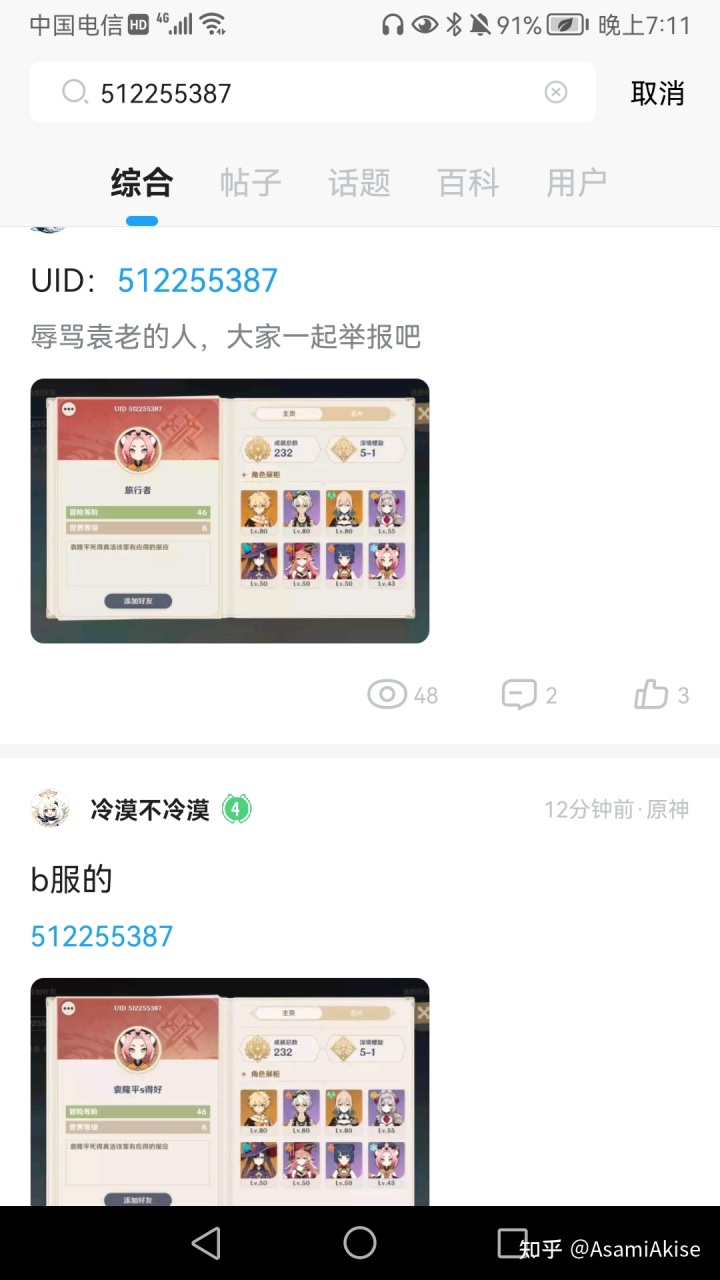 中国电信 HD 4G 91% 晚上7:11
512255387 取消
综合 帖子 话题 百科 用户
UID： 512255387
辱骂袁老的人，大家一起举报吧
UID 512255387
旅行者
冒险等阶 46
世界等级 6
袁隆平死得真活该罪有应得的报应
添加好友
主页 名片
成就总数
232
深境螺旋
5-1
角色展柜
Lv.80 Lv.80 Lv.80 Lv.55
Lv.50 Lv.50 Lv.50 Lv.43
48 2 3
冷漠不冷漠 4 12分钟前·原神
b服的
512255387
UID 512255387
袁隆平s得好
冒险等阶 46
世界等级 6
袁隆平死得真活该罪有应得的报应
添加好友
主页 名片
成就总数
232
深境螺旋
5-1
角色展柜
Lv.80 Lv.80 Lv.80 Lv.55
Lv.50 Lv.50 Lv.50 Lv.43
知乎 @AsamiAkise